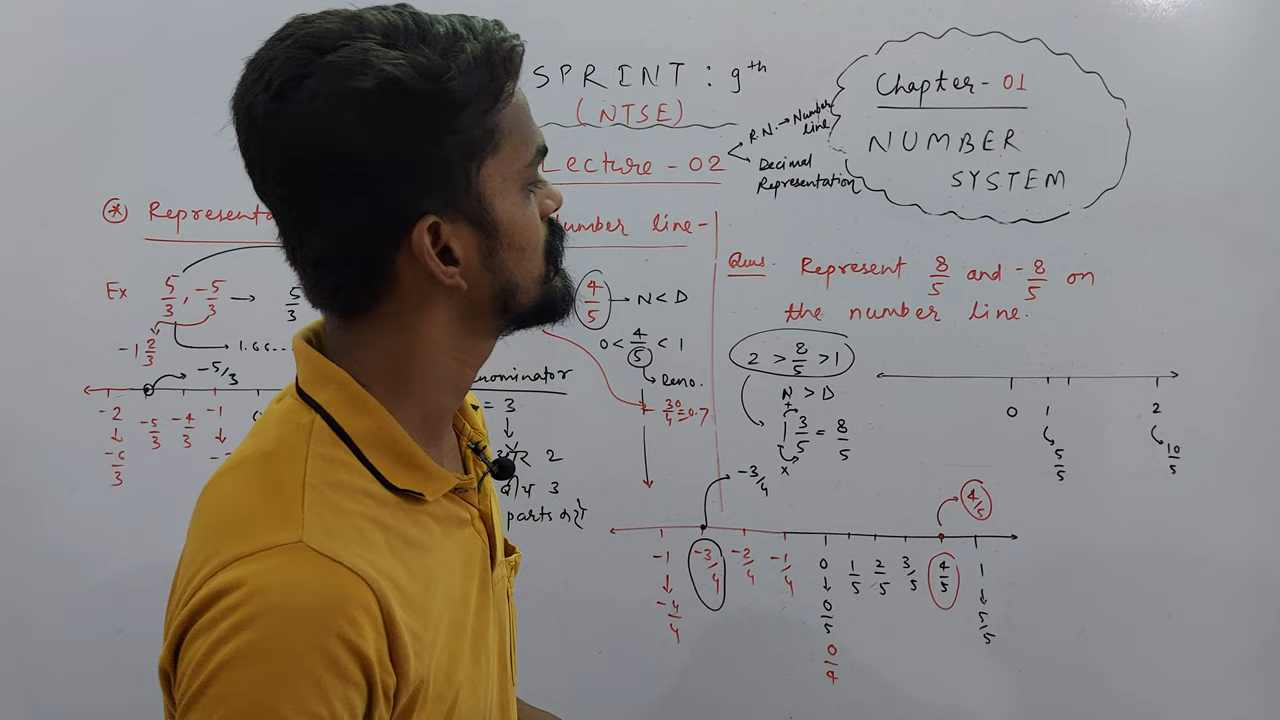 SPRINT : 9th
(NTSE)
Lecture - 02
R.N. → Number line
Decimal Representation
Chapter - 01
NUMBER
SYSTEM
umber line-
Ex 5/3, -5/3 → 5/3
-1 2/3
1.66...
-5/3
-2 -5/3 -4/3 -1
-6/3
nominator
= 3
2
3
parts
4/5 → N < D
0 < 4/5 < 1
Deno.
Ques. Represent 8/5 and -8/5 on
the number line.
2 > 8/5 > 1
N > D
1 3/5 = 8/5
0 1 2
5/5 10/5
-3/4
4/5
-1 -3/4 -2/4 -1/4 0 1/5 2/5 3/5 4/5 1
-4/4 0/5 5/5
0/4